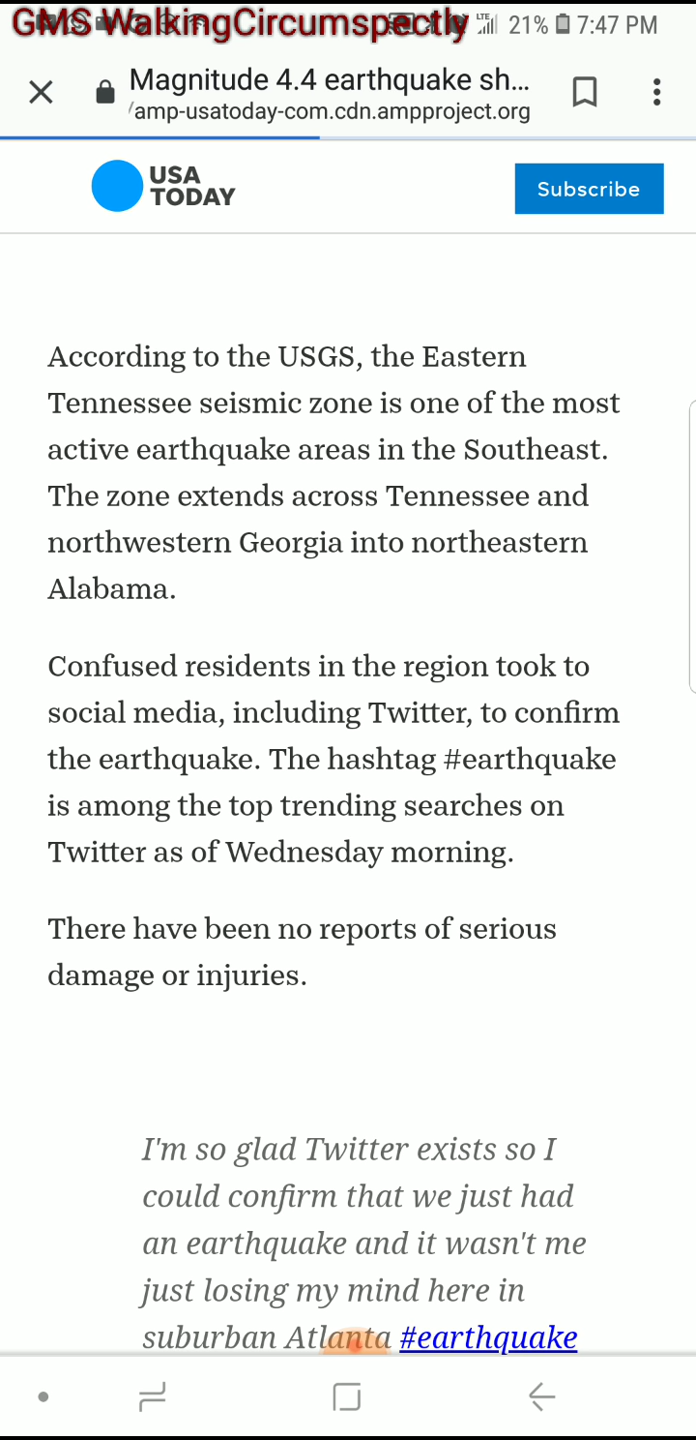 GMS WalkingCircumspectly
LTE 21% 7:47 PM
Magnitude 4.4 earthquake sh...
/amp-usatoday-com.cdn.ampproject.org
USA
TODAY
Subscribe
According to the USGS, the Eastern
Tennessee seismic zone is one of the most
active earthquake areas in the Southeast.
The zone extends across Tennessee and
northwestern Georgia into northeastern
Alabama.
Confused residents in the region took to
social media, including Twitter, to confirm
the earthquake. The hashtag #earthquake
is among the top trending searches on
Twitter as of Wednesday morning.
There have been no reports of serious
damage or injuries.
I'm so glad Twitter exists so I
could confirm that we just had
an earthquake and it wasn't me
just losing my mind here in
suburban Atlanta #earthquake